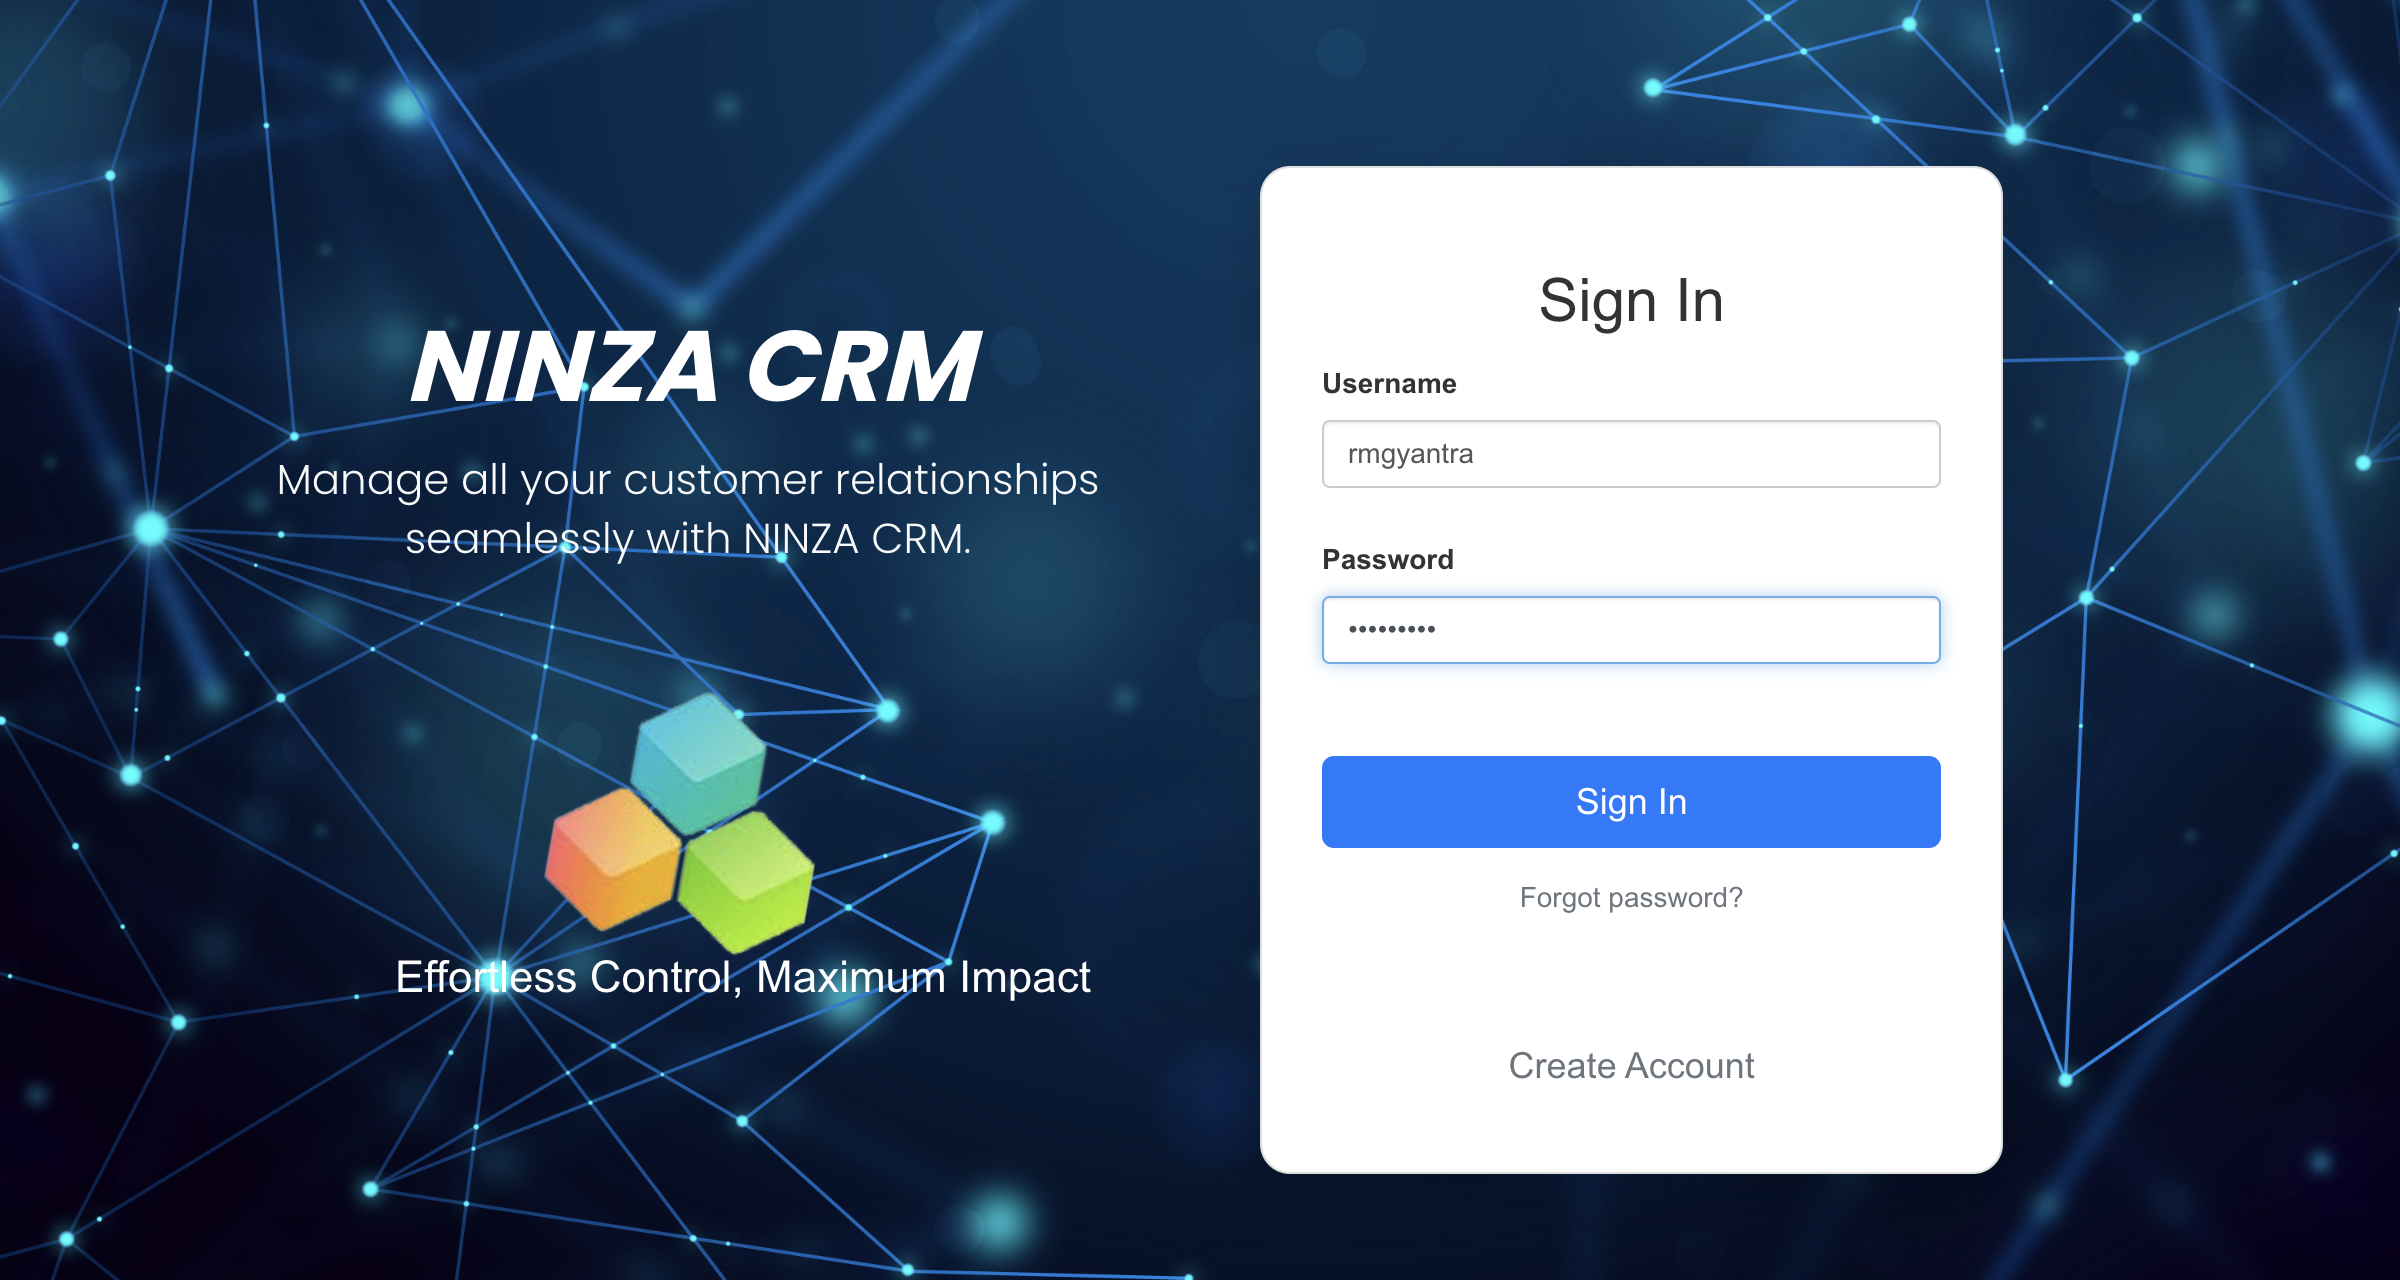 NINZA CRM
Manage all your customer relationships
seamlessly with NINZA CRM.
Effortless Control, Maximum Impact
Sign In
Username
rmgyantra
Password
•••••••••
Sign In
Forgot password?
Create Account